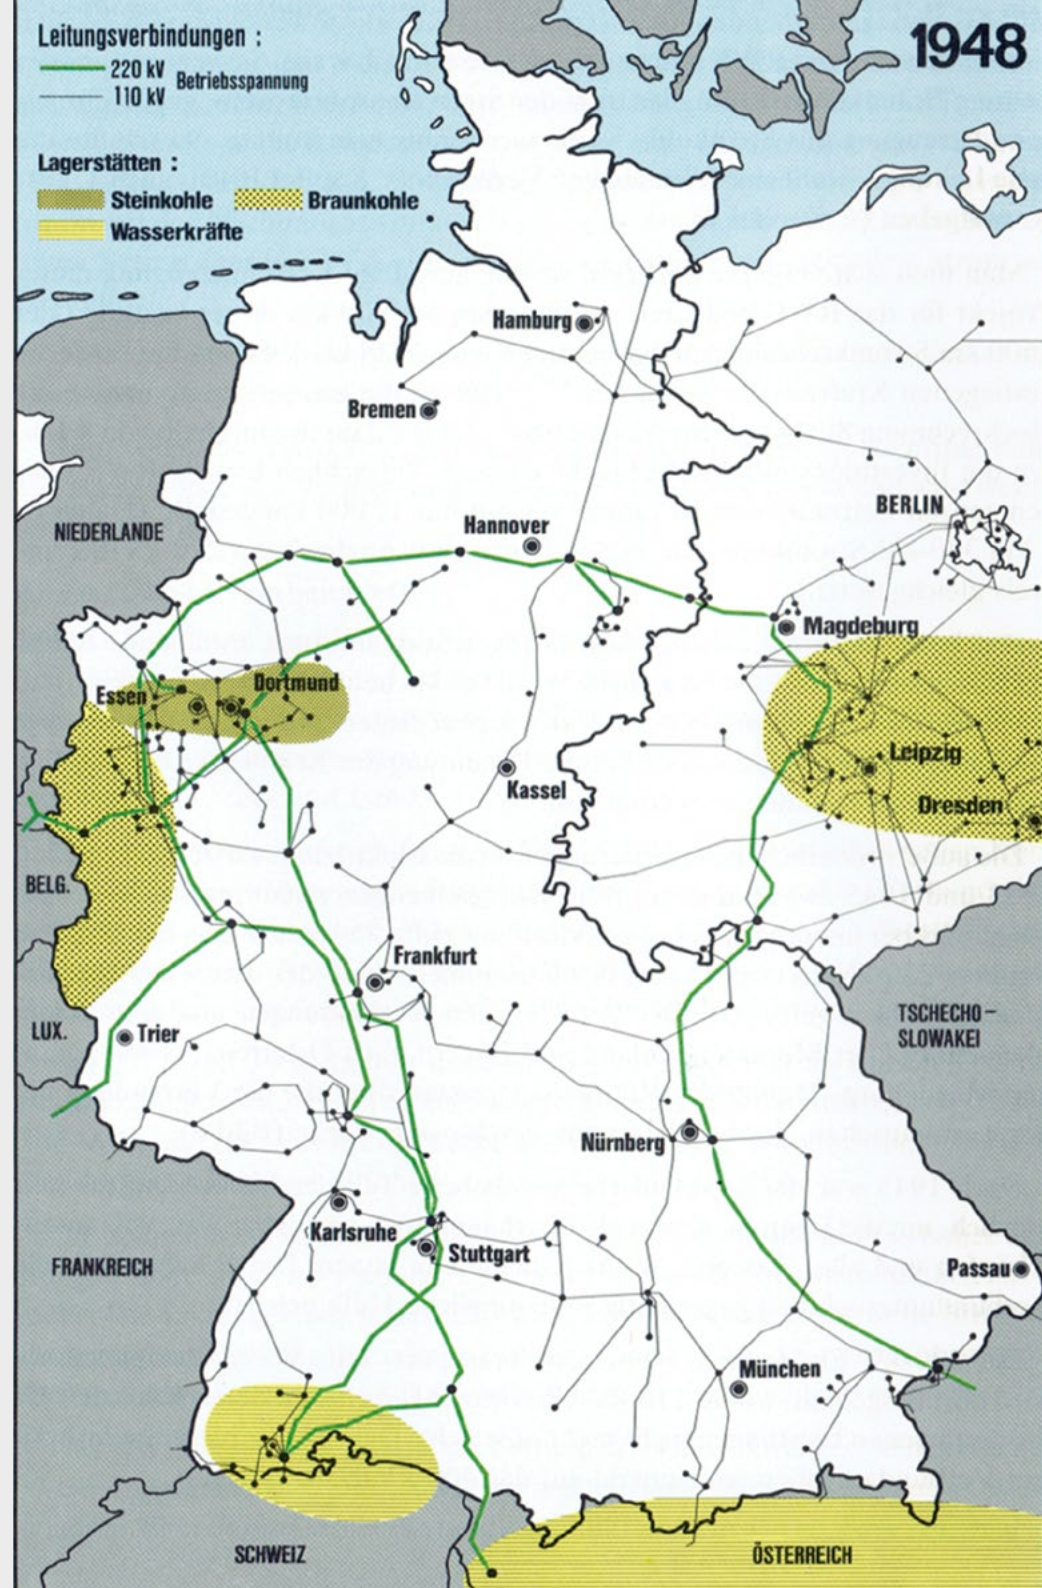 Leitungsverbindungen :
1948
220 kV
Betriebsspannung
110 kV
Lagerstätten :
Steinkohle
Braunkohle
Wasserkräfte
Hamburg
Bremen
BERLIN
NIEDERLANDE
Hannover
Magdeburg
Essen
Dortmund
Leipzig
Kassel
Dresden
BELG.
Frankfurt
LUX.
Trier
TSCHECHO-
SLOWAKEI
Nürnberg
Karlsruhe
Stuttgart
FRANKREICH
Passau
München
SCHWEIZ
ÖSTERREICH